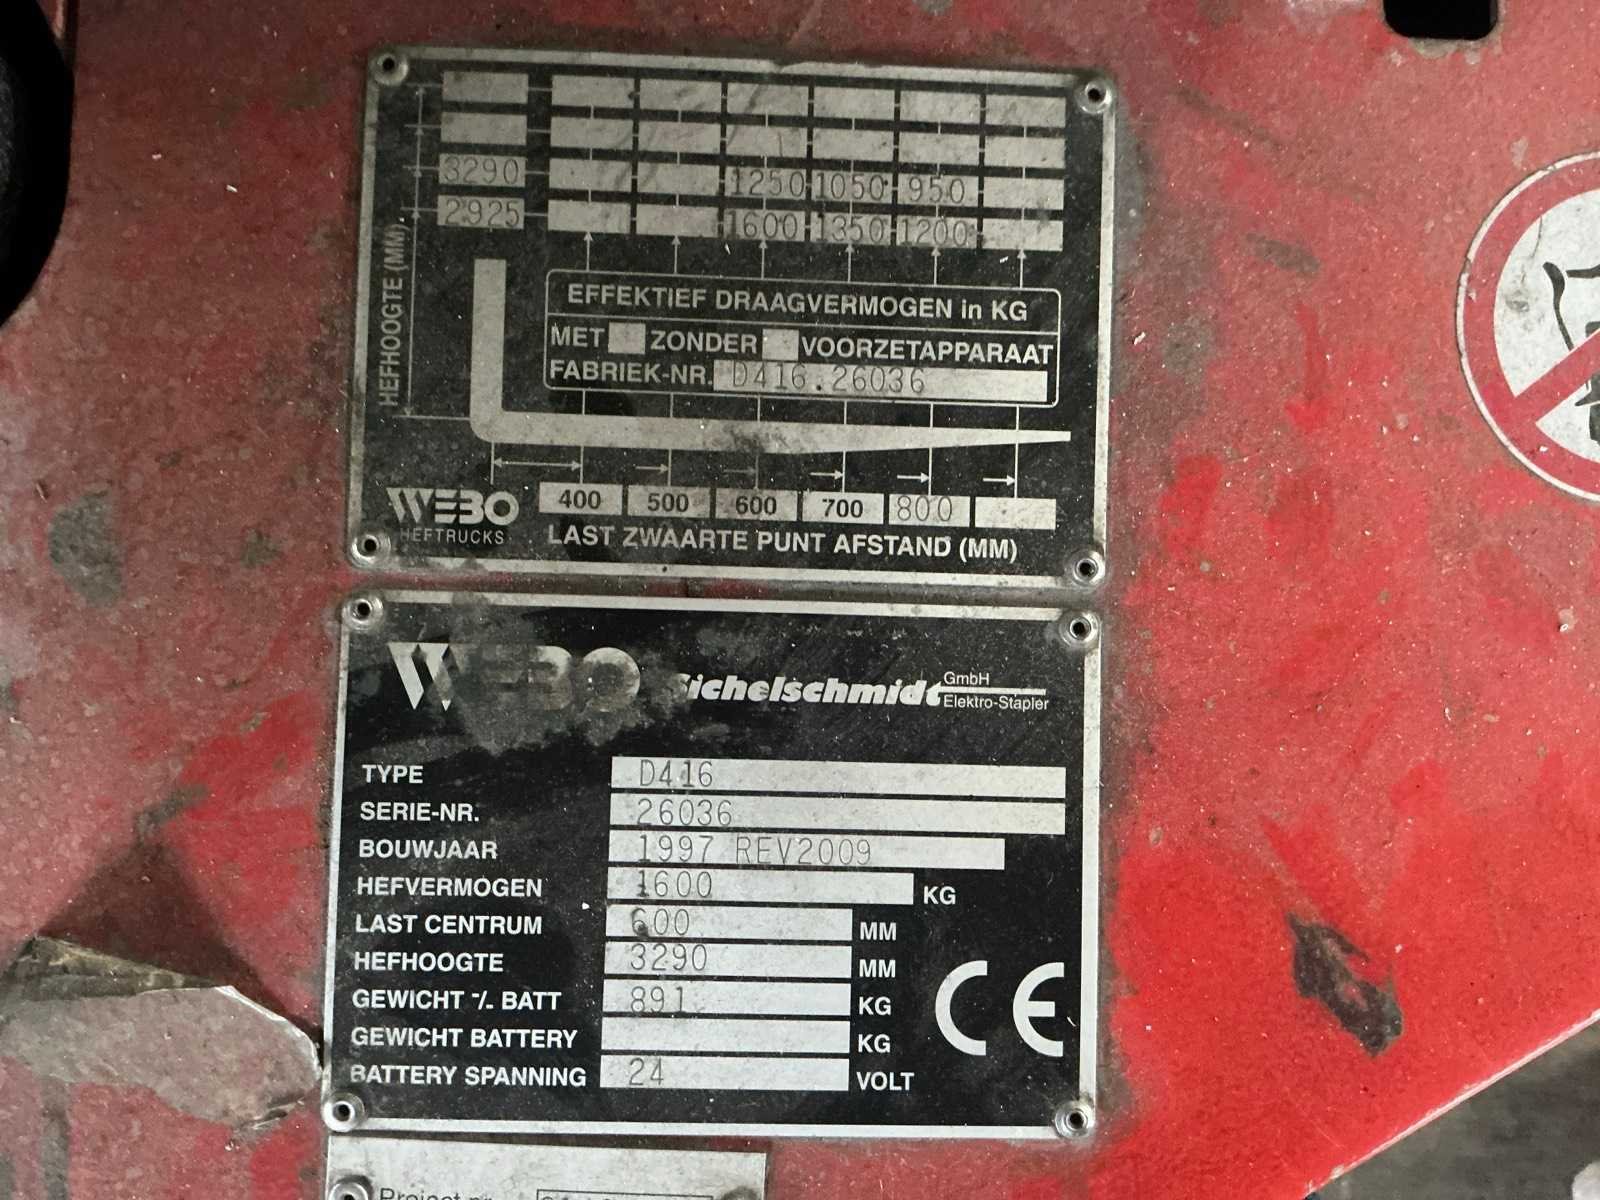 3290 1250 1050 950
2925 1600 1350 1200
HEFHOOGTE (MM)
EFFEKTIEF DRAAGVERMOGEN in KG
MET ZONDER VOORZETAPPARAAT
FABRIEK-NR. D416.26036
400 500 600 700 800
WEBO
HEFTRUCKS
LAST ZWAARTE PUNT AFSTAND (MM)
WEBO Sichelschmidt GmbH
Elektro-Stapler
TYPE D416
SERIE-NR. 26036
BOUWJAAR 1997 REV2009
HEFVERMOGEN 1600 KG
LAST CENTRUM 600 MM
HEFHOOGTE 3290 MM
GEWICHT -/. BATT 891 KG
GEWICHT BATTERY KG
BATTERY SPANNING 24 VOLT
CE
Project nr.